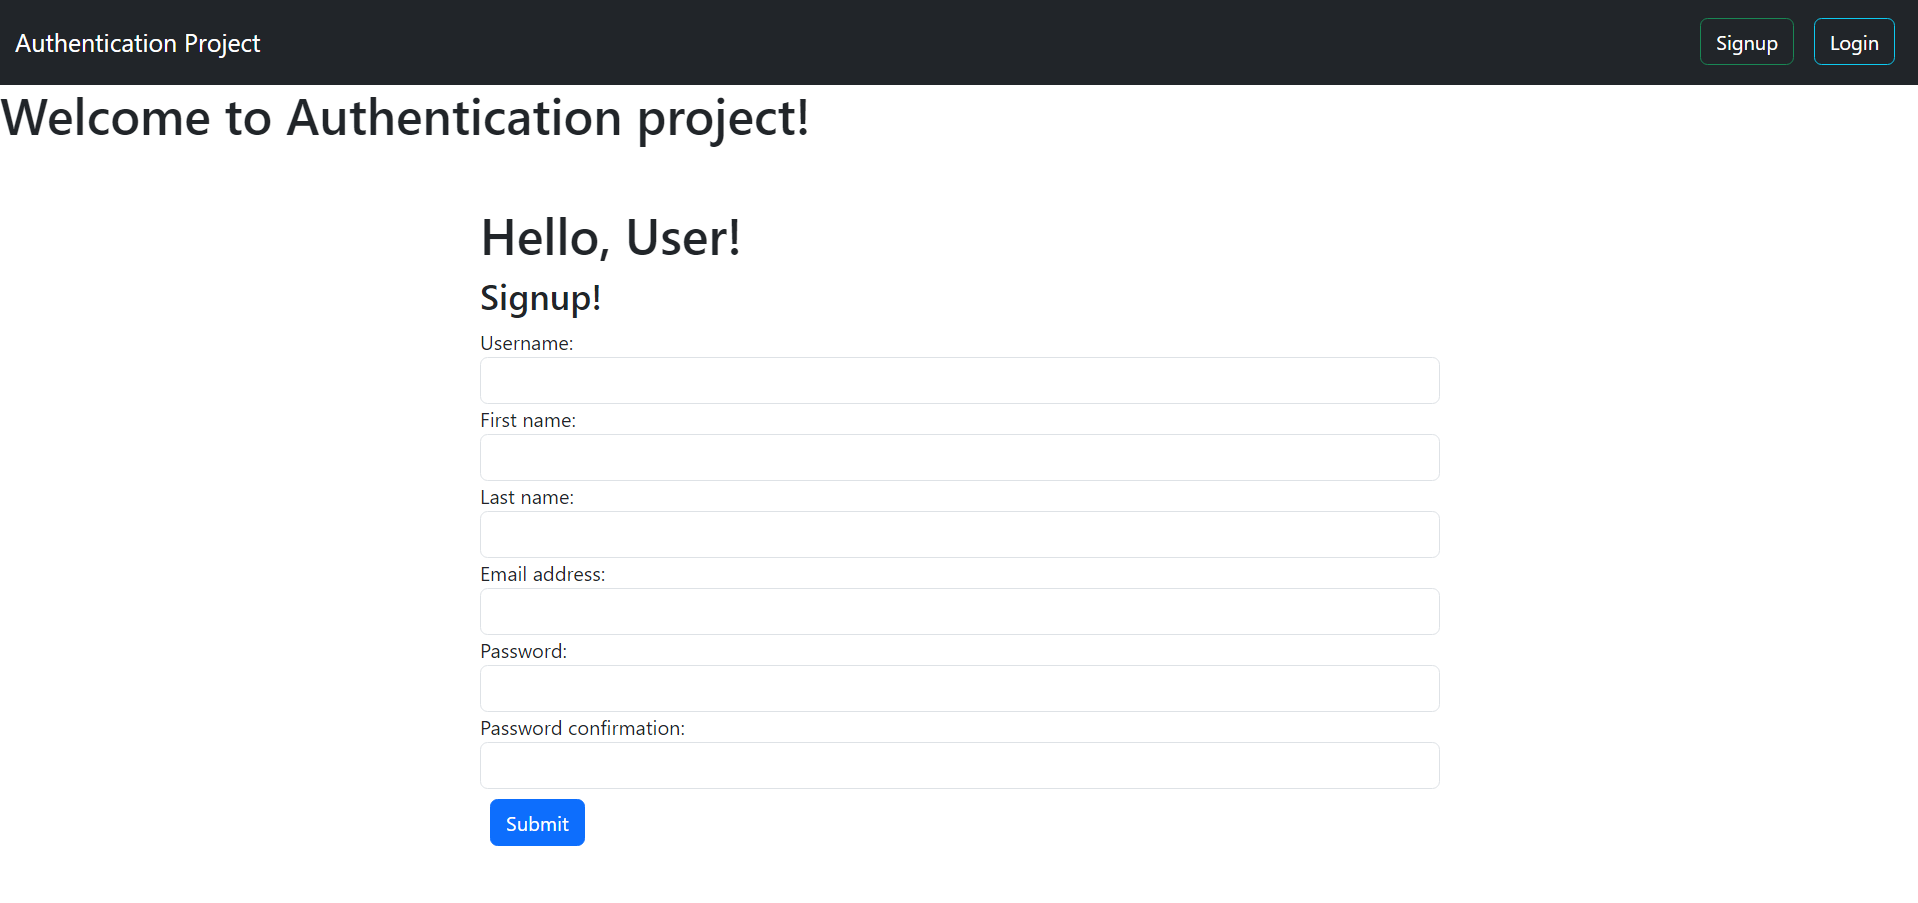 Authentication Project
Signup
Login
Welcome to Authentication project!
Hello, User!
Signup!
Username:
First name:
Last name:
Email address:
Password:
Password confirmation:
Submit